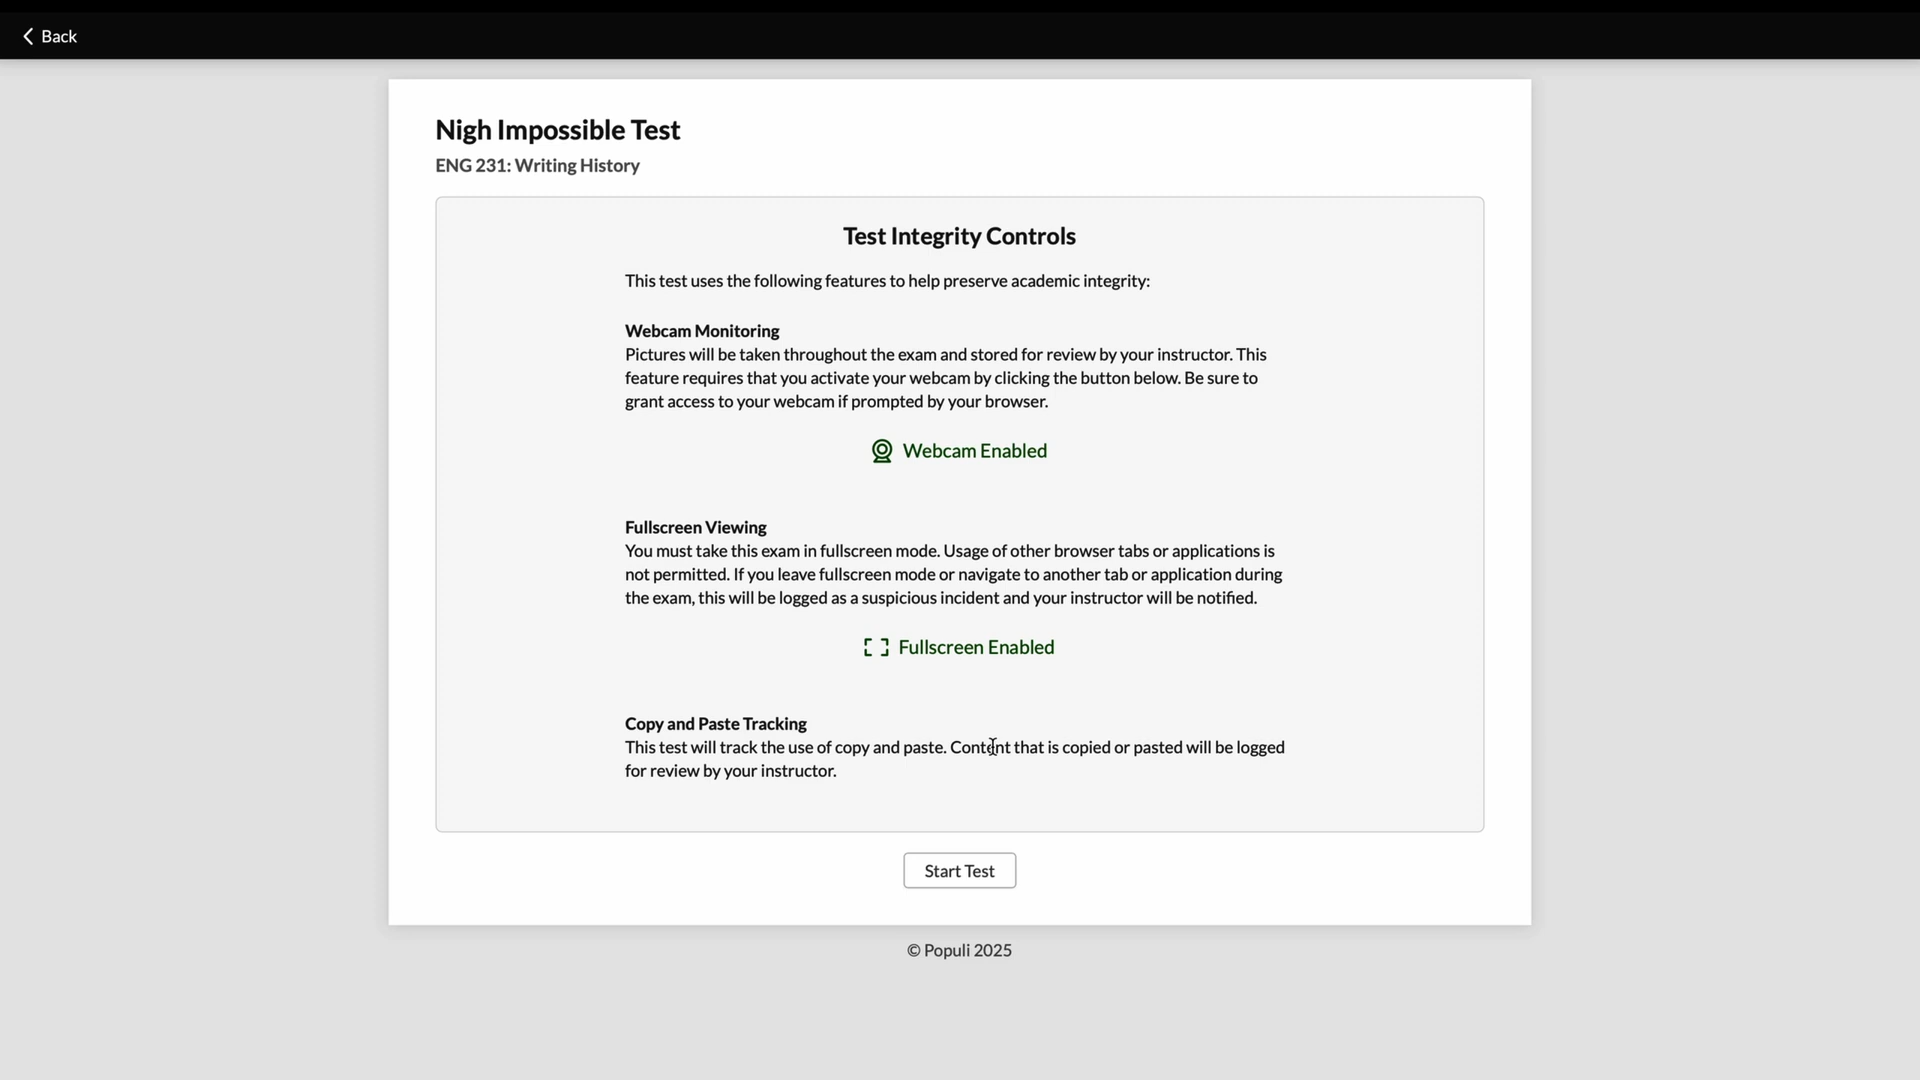 Back
Nigh Impossible Test
ENG 231: Writing History
Test Integrity Controls
This test uses the following features to help preserve academic integrity:
Webcam Monitoring
Pictures will be taken throughout the exam and stored for review by your instructor. This
feature requires that you activate your webcam by clicking the button below. Be sure to
grant access to your webcam if prompted by your browser.
Webcam Enabled
Fullscreen Viewing
You must take this exam in fullscreen mode. Usage of other browser tabs or applications is
not permitted. If you leave fullscreen mode or navigate to another tab or application during
the exam, this will be logged as a suspicious incident and your instructor will be notified.
Fullscreen Enabled
Copy and Paste Tracking
This test will track the use of copy and paste. Content that is copied or pasted will be logged
for review by your instructor.
Start Test
© Populi 2025